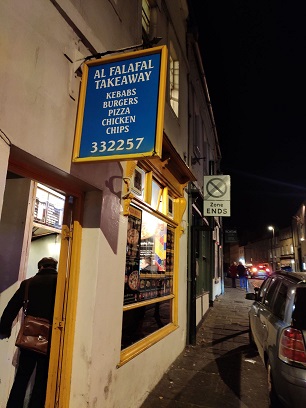 AL FALAFAL
TAKEAWAY
KEBABS
BURGERS
PIZZA
CHICKEN
CHIPS
332257
Zone
ENDS